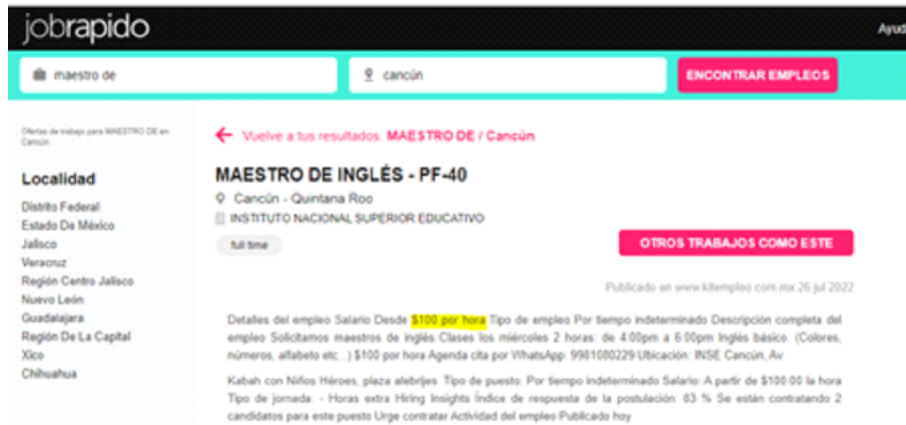 jobrapido
Ayud
maestro de
cancún
ENCONTRAR EMPLEOS
Ofertas de trabajo para MAESTRO DE en
Cancún
Localidad
Distrito Federal
Estado De México
Jalisco
Veracruz
Región Centro Jalisco
Nuevo León
Guadalajara
Región De La Capital
Xico
Chihuahua
Vuelve a tus resultados: MAESTRO DE / Cancún
MAESTRO DE INGLÉS - PF-40
Cancún - Quintana Roo
INSTITUTO NACIONAL SUPERIOR EDUCATIVO
full time
OTROS TRABAJOS COMO ESTE
Publicado en www.kitempleo.com.mx 26 jul 2022
Detalles del empleo Salario Desde $100 por hora Tipo de empleo Por tiempo indeterminado Descripción completa del
empleo Solicitamos maestros de inglés Clases los miércoles 2 horas: de 4:00pm a 6:00pm Inglés básico. (Colores,
números, alfabeto etc...) $100 por hora Agenda cita por WhatsApp: 9981080229 Ubicación: INSE Cancún, Av
Kabah con Niños Héroes, plaza alebrijes. Tipo de puesto: Por tiempo indeterminado Salario: A partir de $100.00 la hora
Tipo de jornada: - Horas extra Hiring Insights Índice de respuesta de la postulación: 83 % Se están contratando 2
candidatos para este puesto Urge contratar Actividad del empleo Publicado hoy